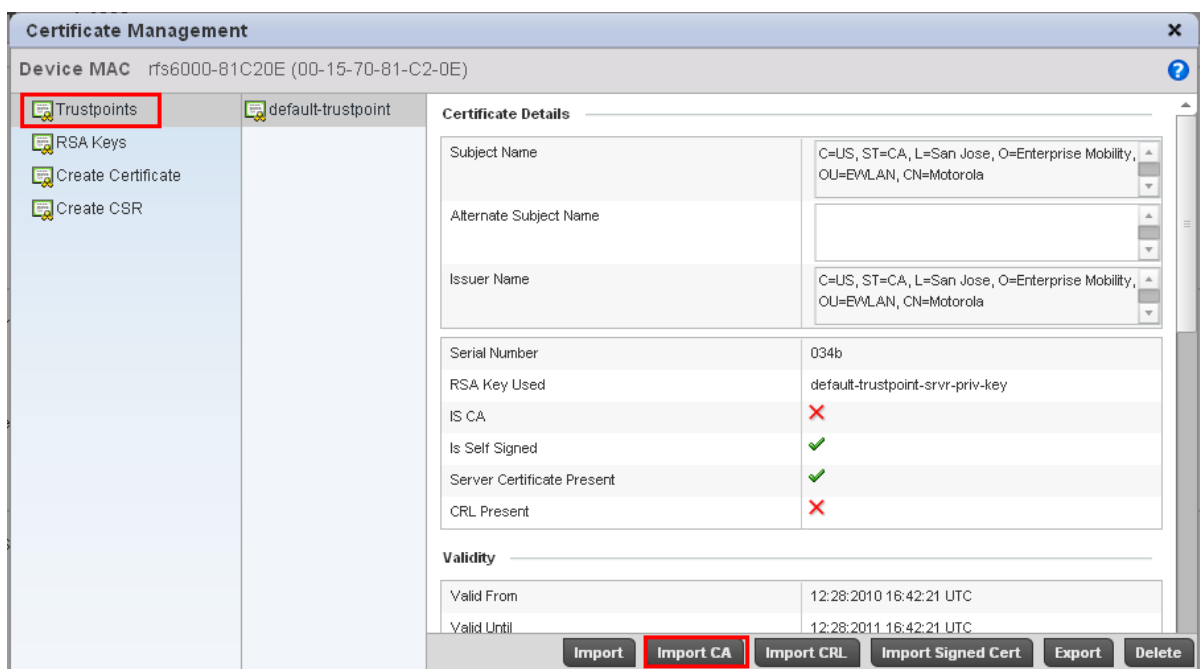 Certificate Management
Device MAC rfs6000-81C20E (00-15-70-81-C2-0E)
Trustpoints
RSA Keys
Create Certificate
Create CSR
default-trustpoint
Certificate Details
Subject Name
C=US, ST=CA, L=San Jose, O=Enterprise Mobility,
OU=EWLAN, CN=Motorola
Alternate Subject Name
Issuer Name
C=US, ST=CA, L=San Jose, O=Enterprise Mobility,
OU=EWLAN, CN=Motorola
Serial Number 034b
RSA Key Used default-trustpoint-srvr-priv-key
IS CA
Is Self Signed
Server Certificate Present
CRL Present
Validity
Valid From 12:28:2010 16:42:21 UTC
Valid Until 12:28:2011 16:42:21 UTC
Import Import CA Import CRL Import Signed Cert Export Delete